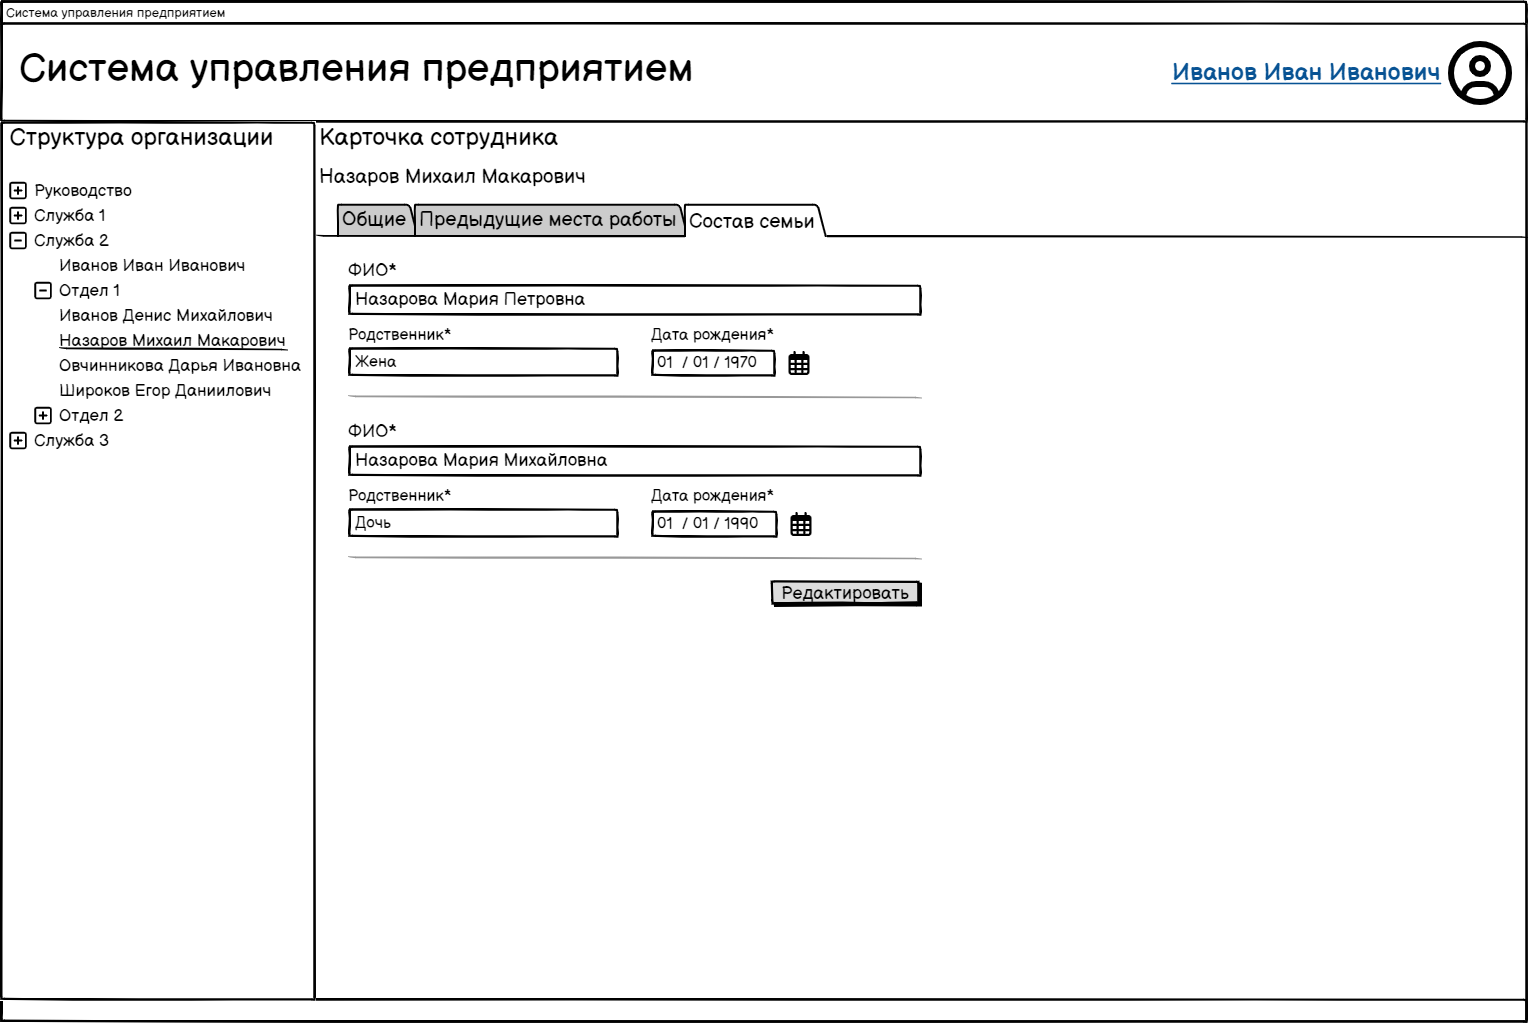 Система управления предприятием
Система управления предприятием
Иванов Иван Иванович
Структура организации
Руководство
Служба 1
Служба 2
Иванов Иван Иванович
Отдел 1
Иванов Денис Михайлович
Назаров Михаил Макарович
Овчинникова Дарья Ивановна
Широков Егор Даниилович
Отдел 2
Служба 3
Карточка сотрудника
Назаров Михаил Макарович
Общие Предыдущие места работы Состав семьи
ФИО*
Назарова Мария Петровна
Родственник* Дата рождения*
Жена 01 / 01 / 1970
ФИО*
Назарова Мария Михайловна
Родственник* Дата рождения*
Дочь 01 / 01 / 1990
Редактировать